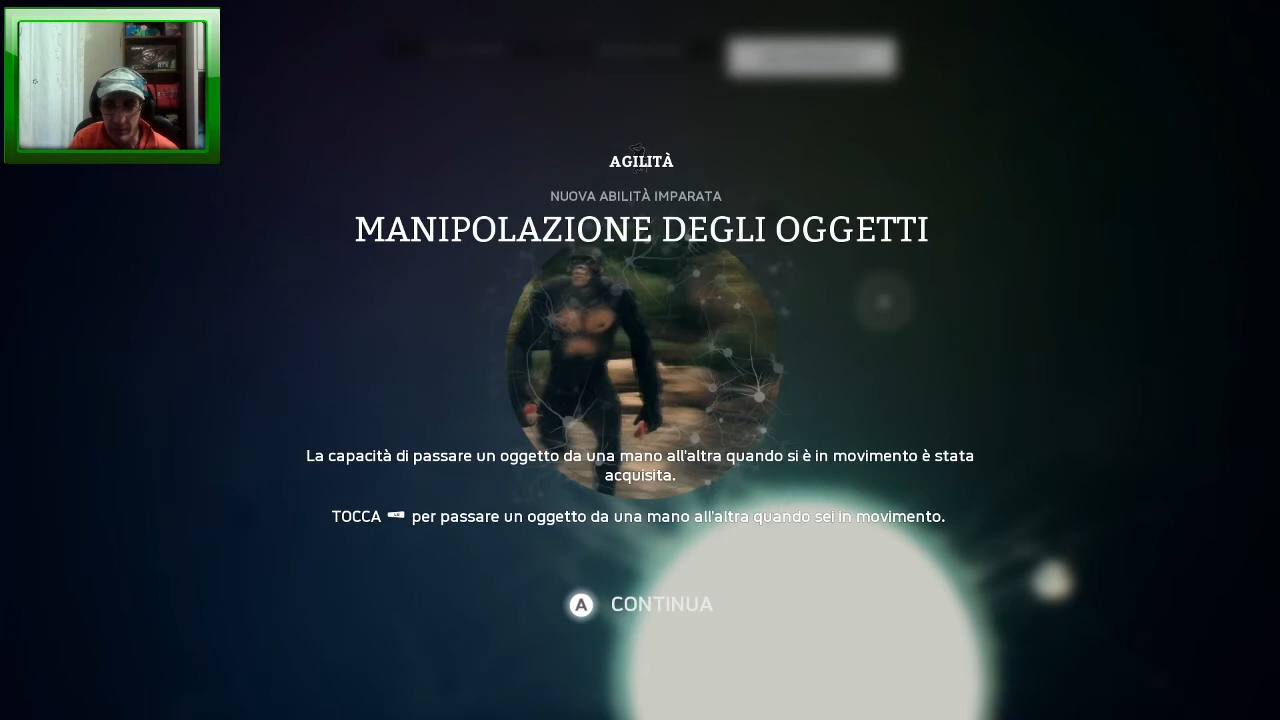 AGILITÀ
NUOVA ABILITÀ IMPARATA
MANIPOLAZIONE DEGLI OGGETTI
La capacità di passare un oggetto da una mano all'altra quando si è in movimento è stata
acquisita.
TOCCA LB per passare un oggetto da una mano all'altra quando sei in movimento.
A CONTINUA